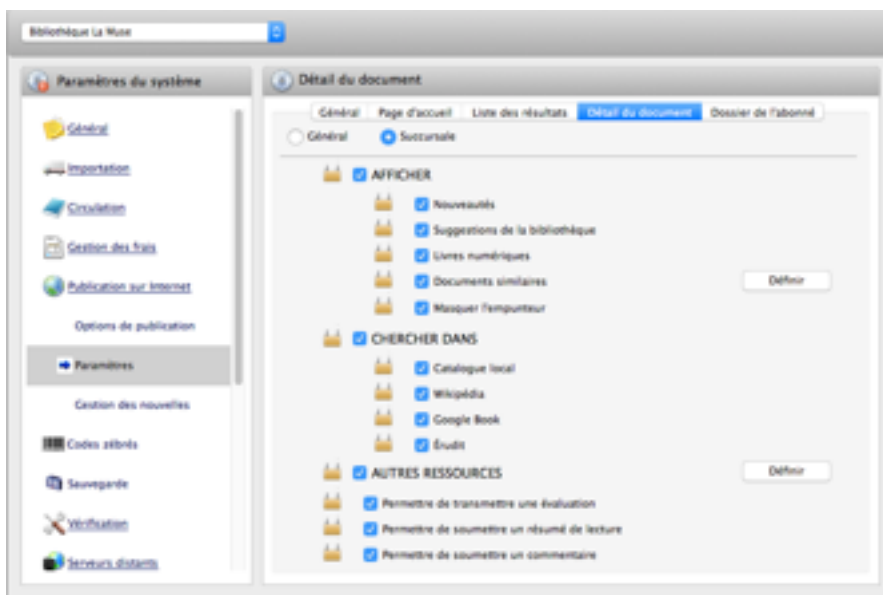 Bibliothèque La Muse
Paramètres du système
Général
Importation
Circulation
Gestion des frais
Publication sur Internet
Options de publication
Paramètres
Gestion des nouvelles
Codes zébrés
Sauvegarde
Vérification
Serveurs distants
Détail du document
Général Page d'accueil Liste des résultats Détail du document Dossier de l'abonné
Général Succursale
AFFICHER
Nouveautés
Suggestions de la bibliothèque
Livres numériques
Documents similaires Définir
Masquer l'empunteur
CHERCHER DANS
Catalogue local
Wikipédia
Google Book
Érudit
AUTRES RESSOURCES Définir
Permettre de transmettre une évaluation
Permettre de soumettre un résumé de lecture
Permettre de soumettre un commentaire